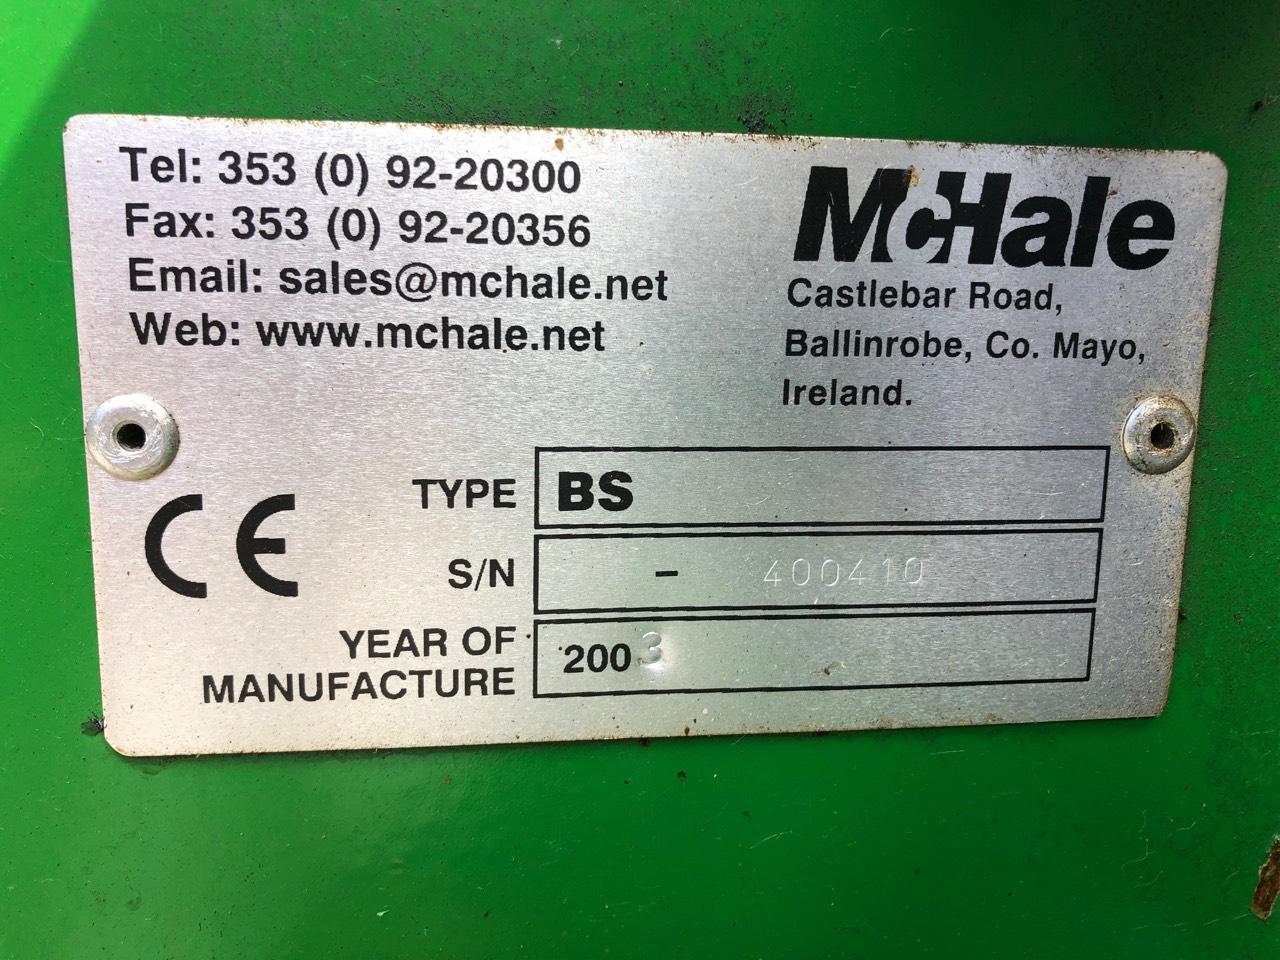 Tel: 353 (0) 92-20300
Fax: 353 (0) 92-20356
Email: sales@mchale.net
Web: www.mchale.net
McHale
Castlebar Road,
Ballinrobe, Co. Mayo,
Ireland.
CE
TYPE BS
S/N - 400410
YEAR OF
MANUFACTURE 2003